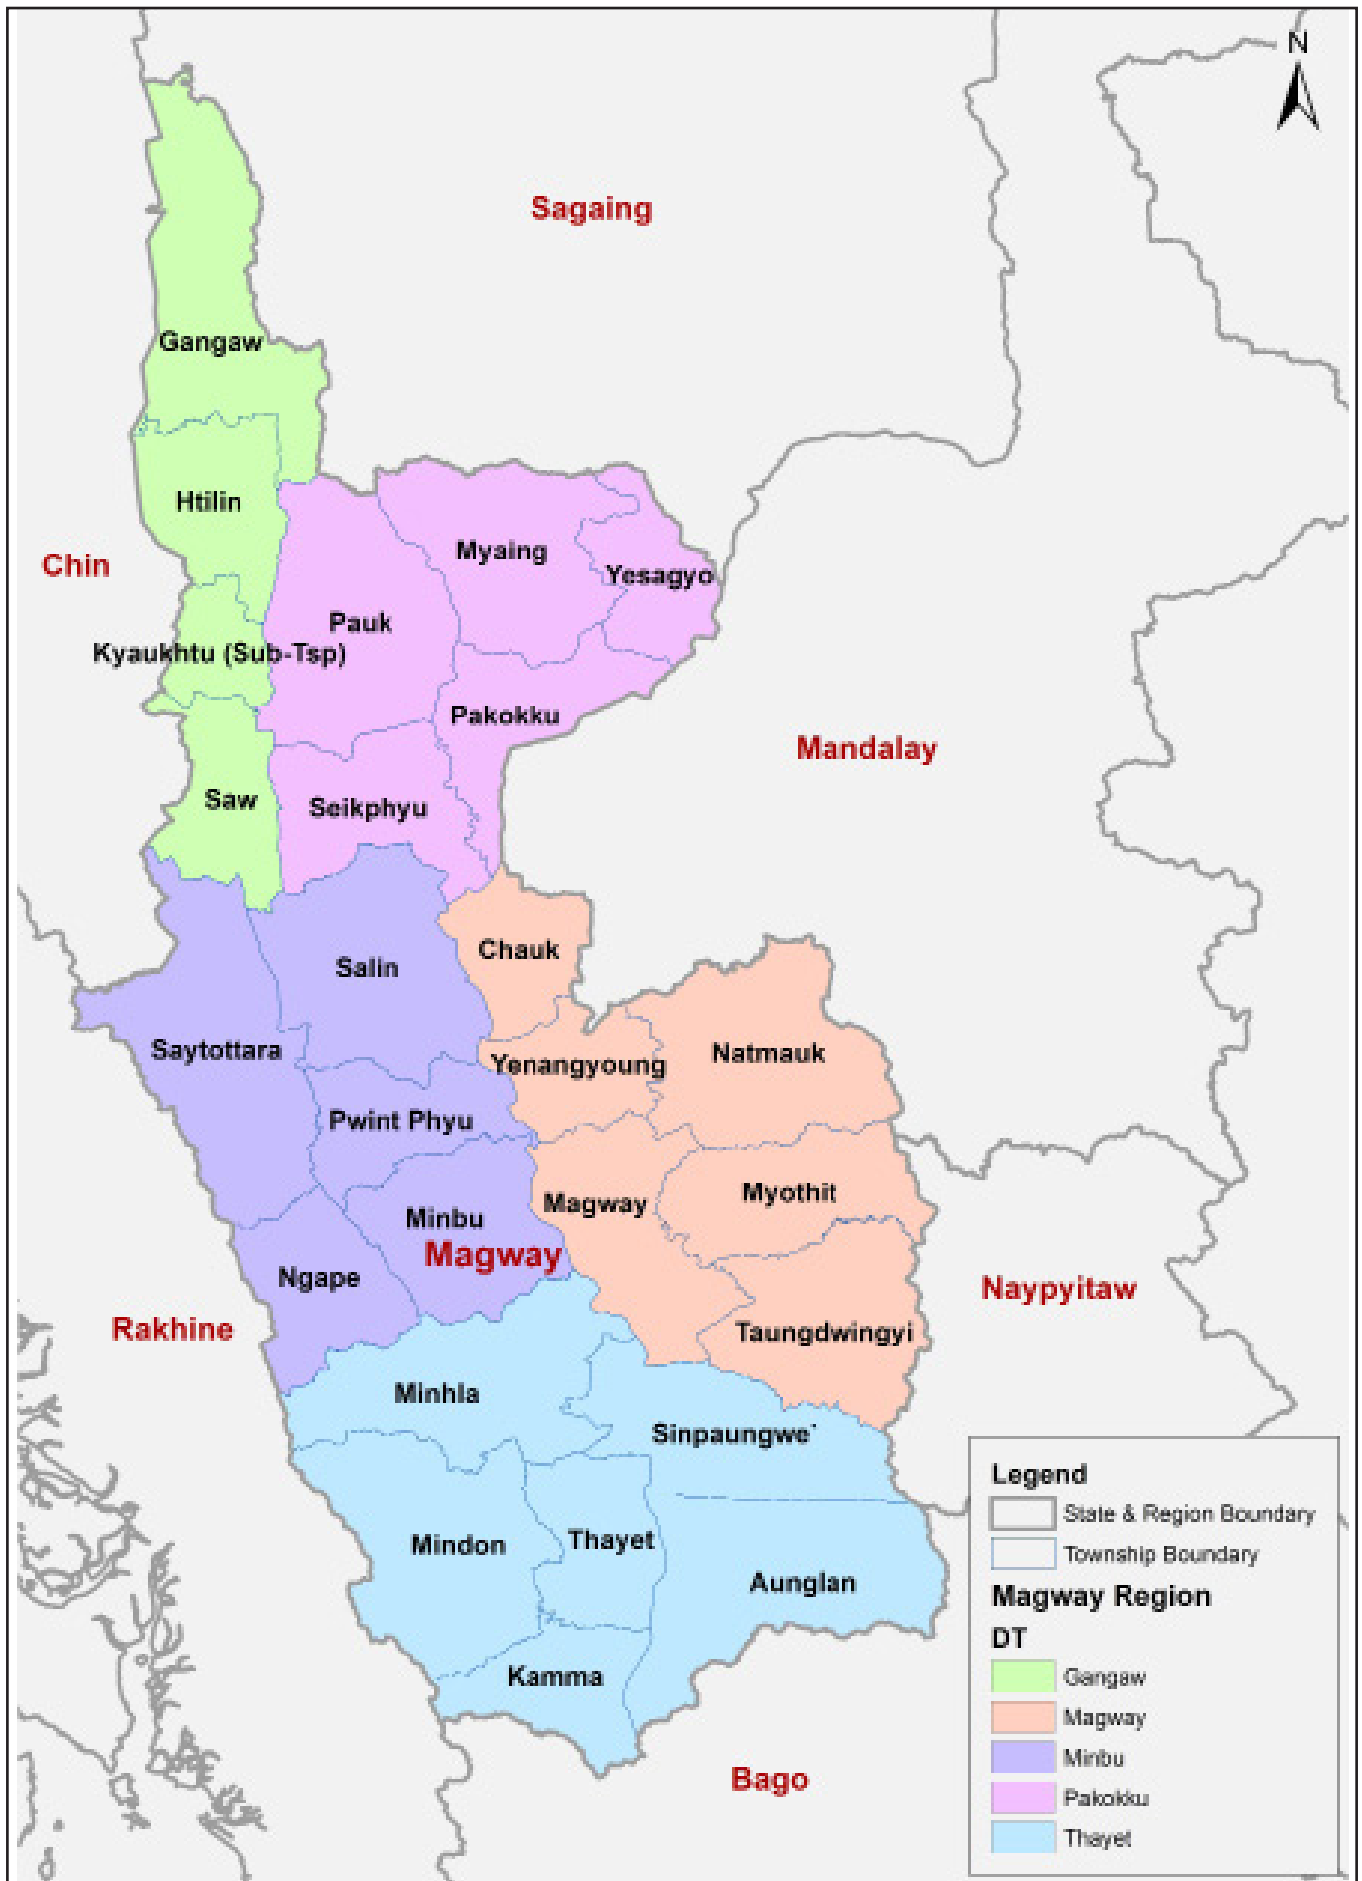 N
Sagaing
Gangaw
Htilin
Myaing
Chin
Yesagyo
Pauk
Kyaukhtu (Sub-Tsp)
Pakokku
Mandalay
Saw
Seikphyu
Chauk
Salin
Saytottara
Natmauk
Yenangyoung
Pwint Phyu
Myothit
Magway
Minbu
Magway
Ngape
Naypyitaw
Rakhine
Taungdwingyi
Minhla
Sinpaungwe
Legend
State & Region Boundary
Thayet
Mindon
Township Boundary
Aunglan
Magway Region
DT
Kamma
Gangaw
Magway
Minbu
Bago
Pakokku
Thayet